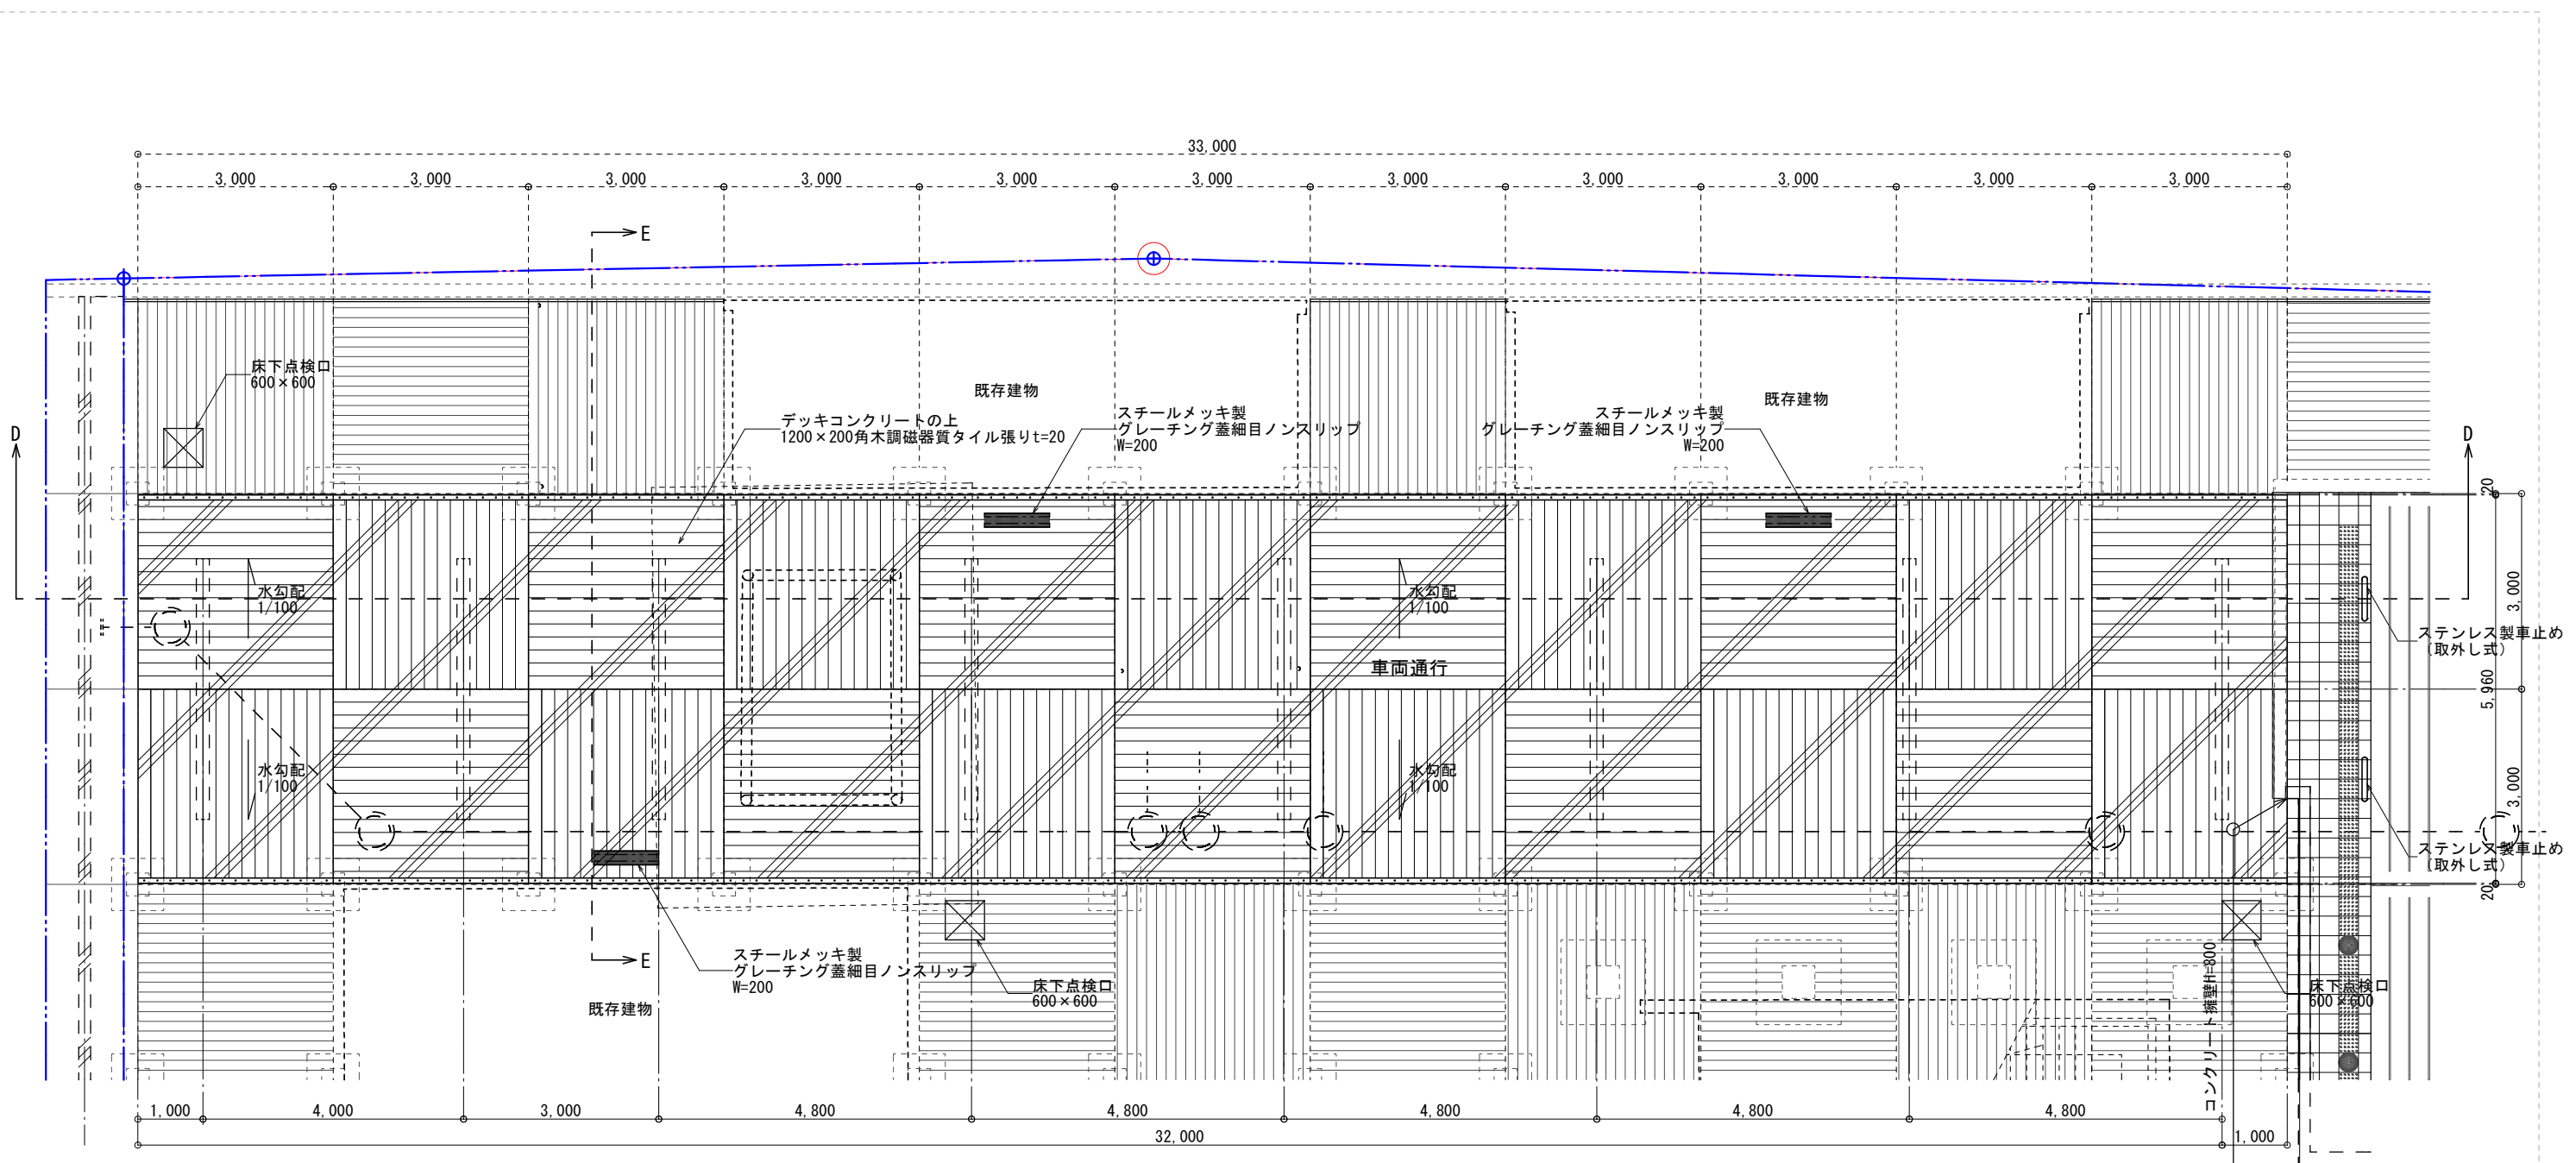 33,000
3,000 3,000 3,000 3,000 3,000 3,000 3,000 3,000 3,000 3,000 3,000
E
床下点検口
600×600
既存建物
既存建物
デッキコンクリートの上
1200×200角木調磁器質タイル張りt=20
スチールメッキ製
グレーチング蓋細目ノンスリップ
W=200
スチールメッキ製
グレーチング蓋細目ノンスリップ
W=200
D
D
20
水勾配
1/100
水勾配
1/100
3,000
ステンレス製車止め
(取外し式)
車両通行
5,960
水勾配
1/100
水勾配
1/100
3,000
ステンレス製車止め
(取外し式)
20
スチールメッキ製
グレーチング蓋細目ノンスリップ
W=200
E
床下点検口
600×600
床下点検口
600×600
既存建物
コンクリート擁壁H=800
1,000 4,000 3,000 4,800 4,800 4,800 4,800 4,800
32,000 1,000